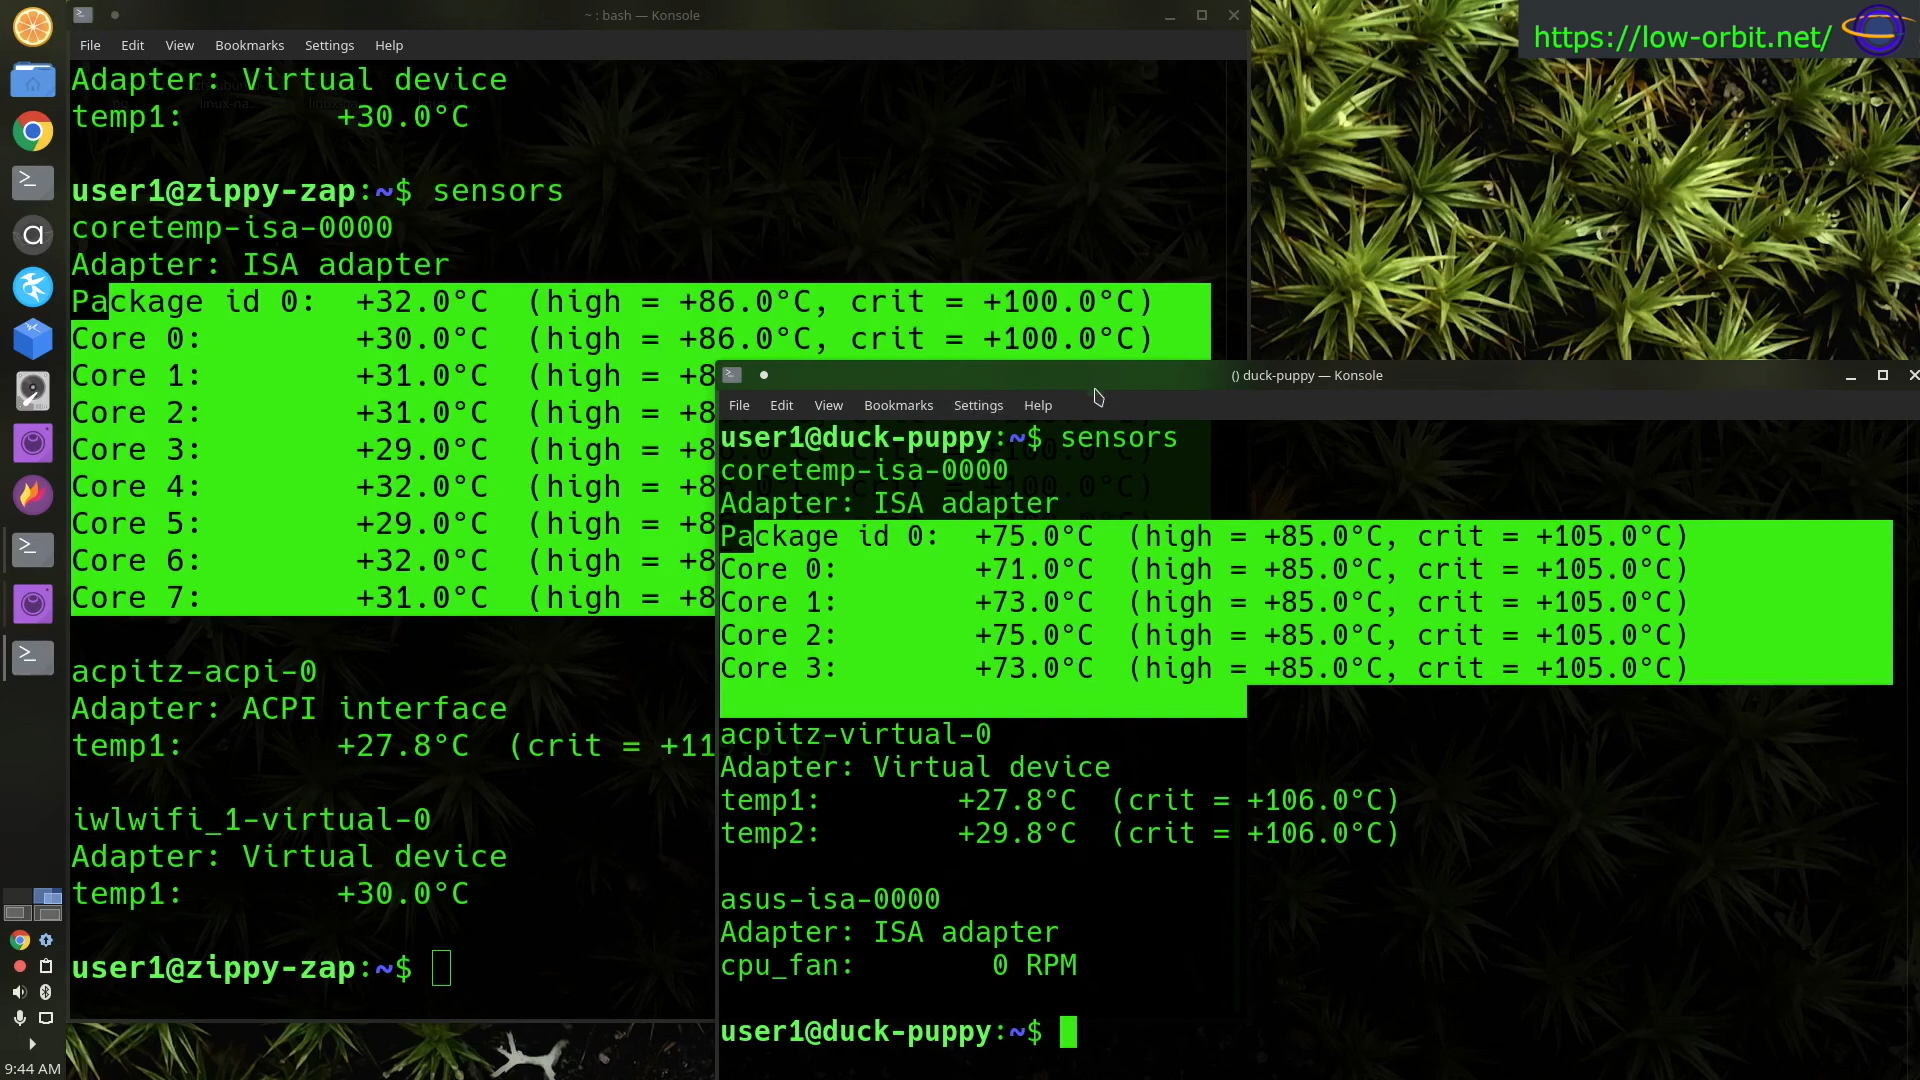 ~ : bash — Konsole
File Edit View Bookmarks Settings Help
Adapter: Virtual device
temp1: +30.0°C
user1@zippy-zap:~$ sensors
coretemp-isa-0000
Adapter: ISA adapter
Package id 0: +32.0°C (high = +86.0°C, crit = +100.0°C)
Core 0: +30.0°C (high = +86.0°C, crit = +100.0°C)
Core 1: +31.0°C (high = +8
Core 2: +31.0°C (high = +8
Core 3: +29.0°C (high = +8
Core 4: +32.0°C (high = +8
Core 5: +29.0°C (high = +8
Core 6: +32.0°C (high = +8
Core 7: +31.0°C (high = +8
acpitz-acpi-0
Adapter: ACPI interface
temp1: +27.8°C (crit = +11
iwlwifi_1-virtual-0
Adapter: Virtual device
temp1: +30.0°C
user1@zippy-zap:~$
https://low-orbit.net/
() duck-puppy — Konsole
File Edit View Bookmarks Settings Help
user1@duck-puppy:~$ sensors
coretemp-isa-0000
Adapter: ISA adapter
Package id 0: +75.0°C (high = +85.0°C, crit = +105.0°C)
Core 0: +71.0°C (high = +85.0°C, crit = +105.0°C)
Core 1: +73.0°C (high = +85.0°C, crit = +105.0°C)
Core 2: +75.0°C (high = +85.0°C, crit = +105.0°C)
Core 3: +73.0°C (high = +85.0°C, crit = +105.0°C)
acpitz-virtual-0
Adapter: Virtual device
temp1: +27.8°C (crit = +106.0°C)
temp2: +29.8°C (crit = +106.0°C)
asus-isa-0000
Adapter: ISA adapter
cpu_fan: 0 RPM
user1@duck-puppy:~$
9:44 AM